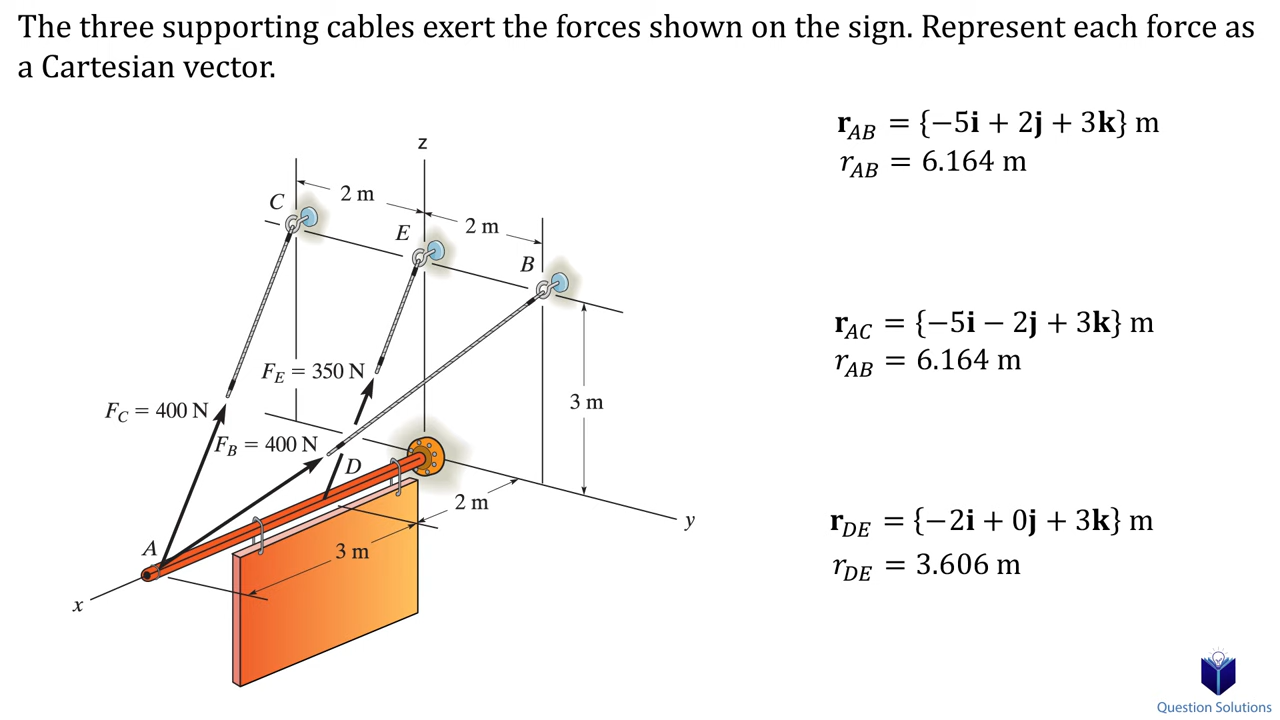 The three supporting cables exert the forces shown on the sign. Represent each force as
a Cartesian vector.
z
2 m
C
2 m
E
B
F_E = 350 N
F_C = 400 N
3 m
F_B = 400 N
D
2 m
y
A
3 m
x
𝐫_AB = {−5𝐢 + 2𝐣 + 3𝐤} m
r_AB = 6.164 m
𝐫_AC = {−5𝐢 − 2𝐣 + 3𝐤} m
r_AB = 6.164 m
𝐫_DE = {−2𝐢 + 0𝐣 + 3𝐤} m
r_DE = 3.606 m
Question Solutions